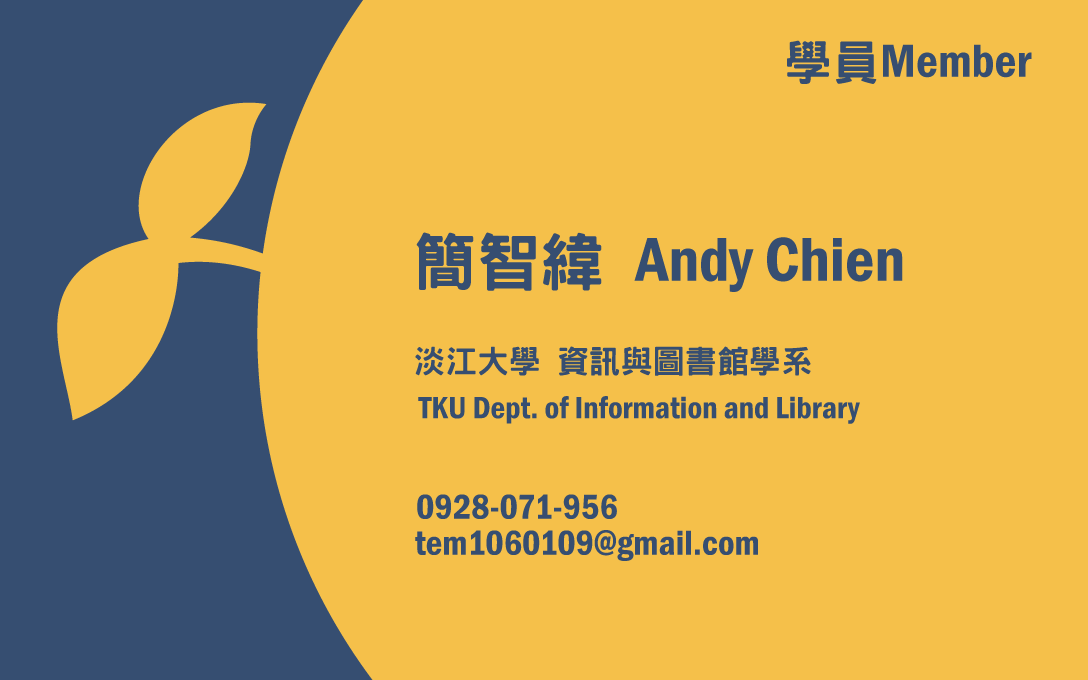 學員Member
簡智緯 Andy Chien
淡江大學 資訊與圖書館學系
TKU Dept. of Information and Library
0928-071-956
tem1060109@gmail.com